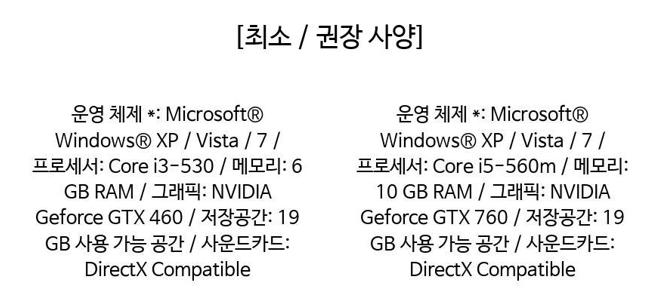 [최소 / 권장 사양]
운영 체제 *: Microsoft®
Windows® XP / Vista / 7 /
프로세서: Core i3-530 / 메모리: 6
GB RAM / 그래픽: NVIDIA
Geforce GTX 460 / 저장공간: 19
GB 사용 가능 공간 / 사운드카드:
DirectX Compatible
운영 체제 *: Microsoft®
Windows® XP / Vista / 7 /
프로세서: Core i5-560m / 메모리:
10 GB RAM / 그래픽: NVIDIA
Geforce GTX 760 / 저장공간: 19
GB 사용 가능 공간 / 사운드카드:
DirectX Compatible